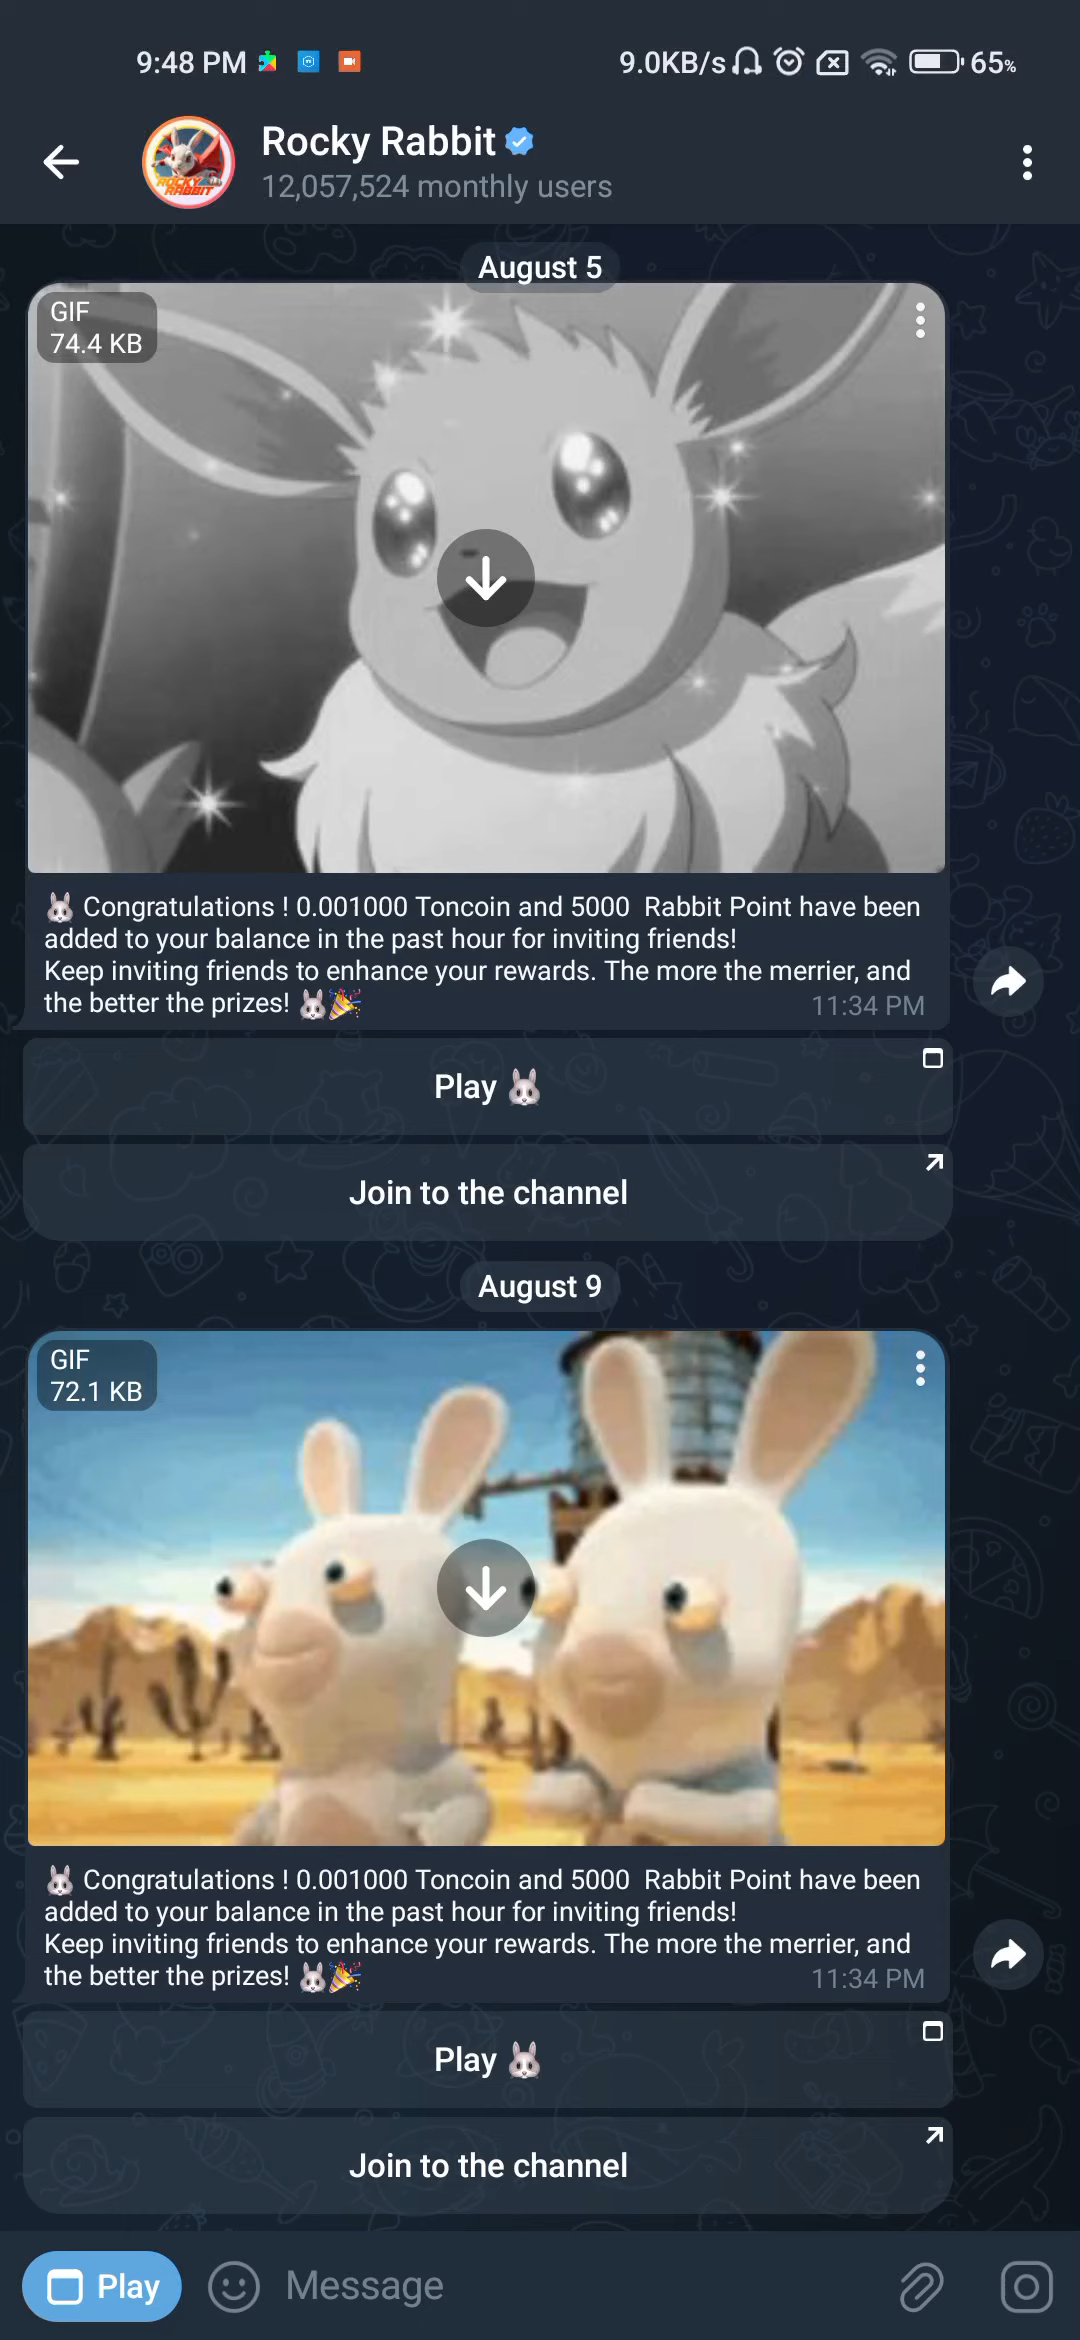 9:48 PM 9.0KB/s 65%
Rocky Rabbit
12,057,524 monthly users
August 5
GIF
74.4 KB
🐰 Congratulations ! 0.001000 Toncoin and 5000  Rabbit Point have been
added to your balance in the past hour for inviting friends!
Keep inviting friends to enhance your rewards. The more the merrier, and
the better the prizes! 🐰🎉 11:34 PM
Play 🐰
Join to the channel
August 9
GIF
72.1 KB
🐰 Congratulations ! 0.001000 Toncoin and 5000  Rabbit Point have been
added to your balance in the past hour for inviting friends!
Keep inviting friends to enhance your rewards. The more the merrier, and
the better the prizes! 🐰🎉 11:34 PM
Play 🐰
Join to the channel
Play Message